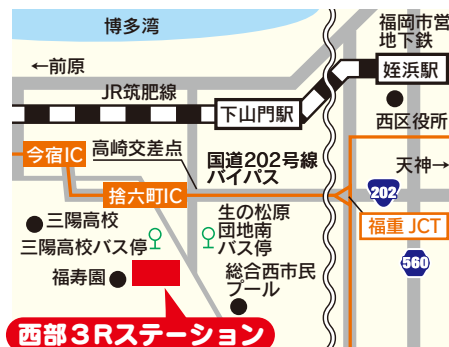 博多湾
福岡市営
地下鉄
←前原
姪浜駅
JR筑肥線
下山門駅
西区役所
今宿IC
高崎交差点
国道202号線
バイパス
天神→
捨六町IC
202
三陽高校
生の松原
団地南
バス停
福重JCT
三陽高校バス停
560
福寿園
総合西市民
プール
西部3Rステーション